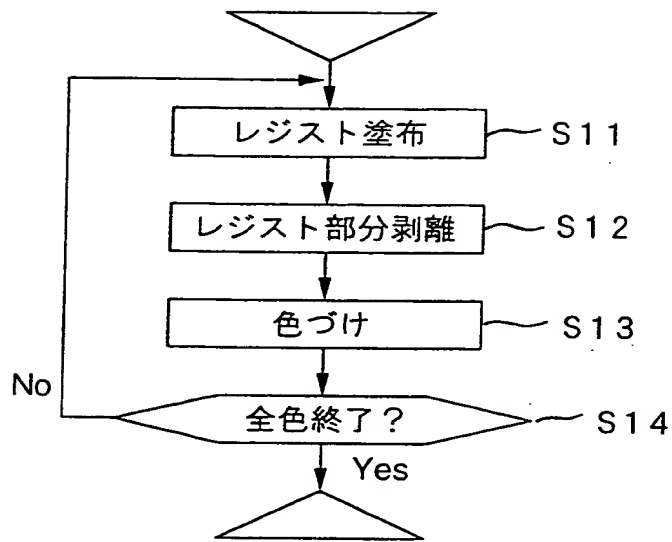 レジスト塗布 S11
レジスト部分剥離 S12
色づけ S13
No
全色終了? S14
Yes